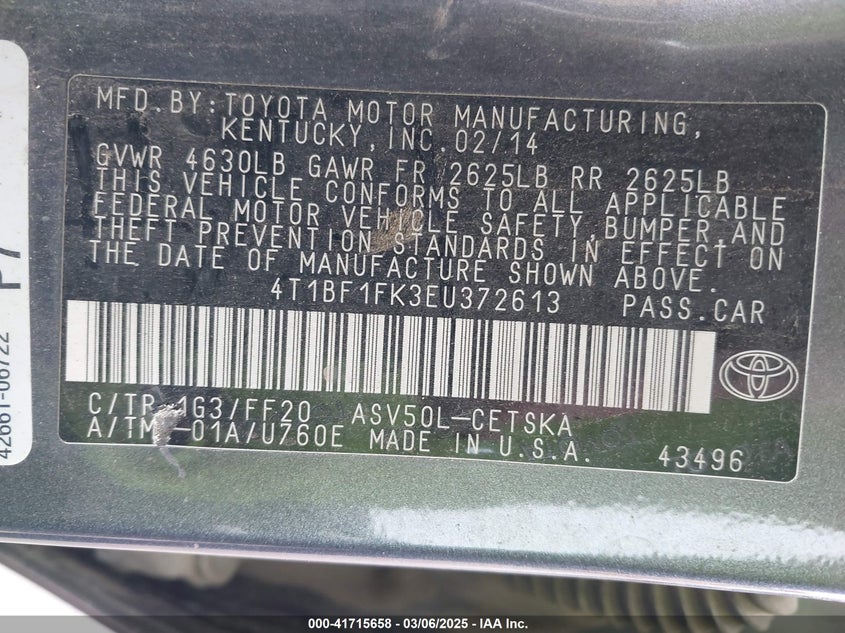 MFD.BY:TOYOTA MOTOR MANUFACTURING,
KENTUCKY,INC.02/14
GVWR 4630LB GAWR FR 2625LB RR 2625LB
THIS VEHICLE CONFORMS TO ALL APPLICABLE
FEDERAL MOTOR VEHICLE SAFETY,BUMPER,AND
THEFT PREVENTION STANDARDS IN EFFECT ON
THE DATE OF MANUFACTURE SHOWN ABOVE.
4T1BF1FK3EU372613 PASS.CAR
C/TR 1G3/FF20 ASV50L-CETSKA
A/TM -01A/U760E MADE IN U.S.A. 43496
000-41715658 - 03/06/2025 - IAA Inc.